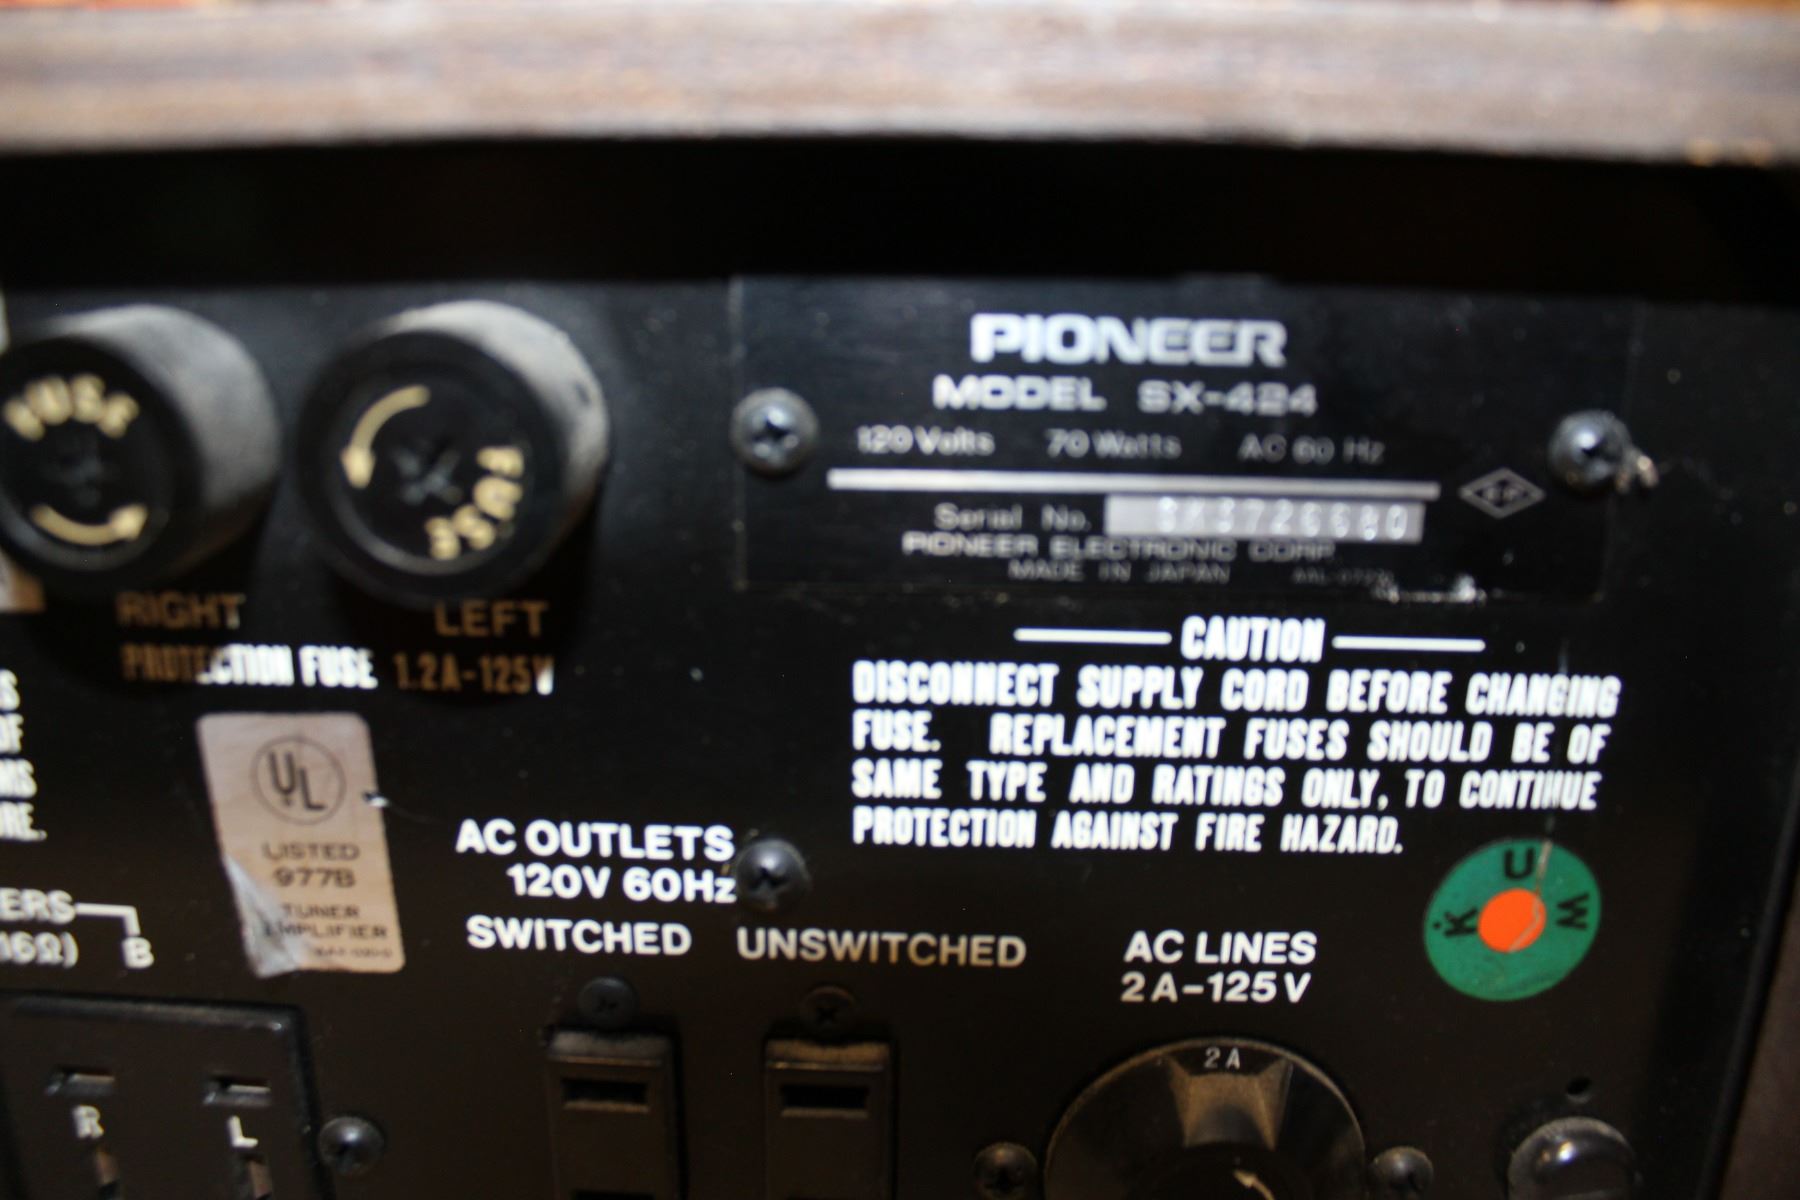 PIONEER
MODEL SX-424
120 Volts 70 Watts AC 60 Hz
Serial No.
PIONEER ELECTRONIC CORP.
MADE IN JAPAN
FUSE
FUSE
RIGHT LEFT
PROTECTION FUSE 1.2A-125V
CAUTION
DISCONNECT SUPPLY CORD BEFORE CHANGING
FUSE. REPLACEMENT FUSES SHOULD BE OF
SAME TYPE AND RATINGS ONLY, TO CONTINUE
PROTECTION AGAINST FIRE HAZARD.
UL
LISTED
977B
TUNER
AMPLIFIER
AC OUTLETS
120V 60Hz
SWITCHED UNSWITCHED
AC LINES
2A-125V
2A
K U W
B
R L